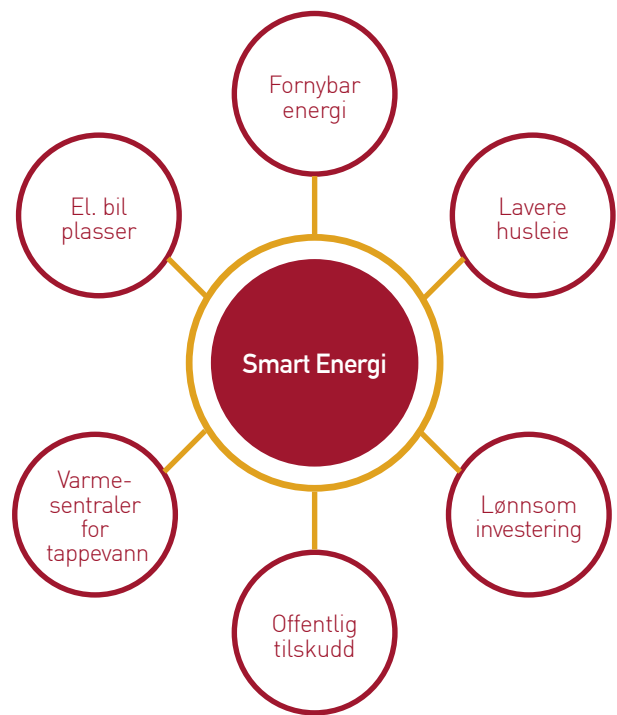 Fornybar
energi
El. bil
plasser
Lavere
husleie
Smart Energi
Varme-
sentraler
for
tappevann
Lønnsom
investering
Offentlig
tilskudd